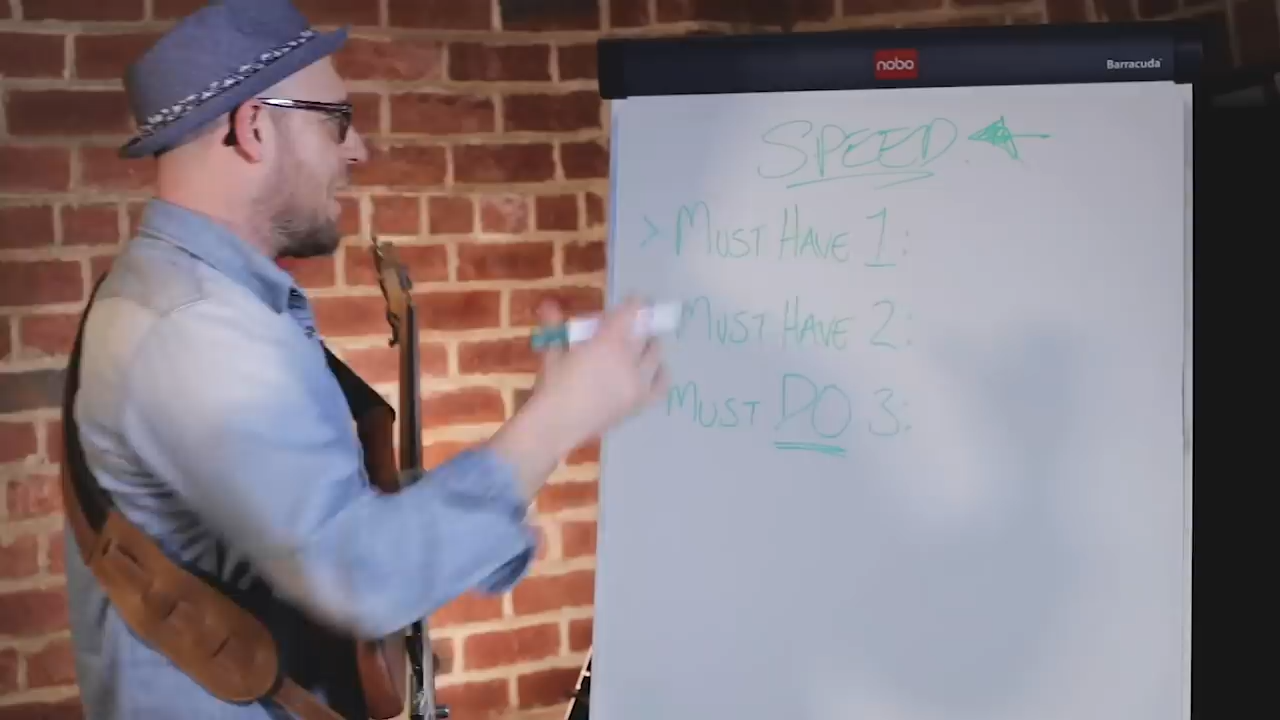 nobo
Barracuda
SPEED
> MUST HAVE 1:
MUST HAVE 2:
MUST DO 3: